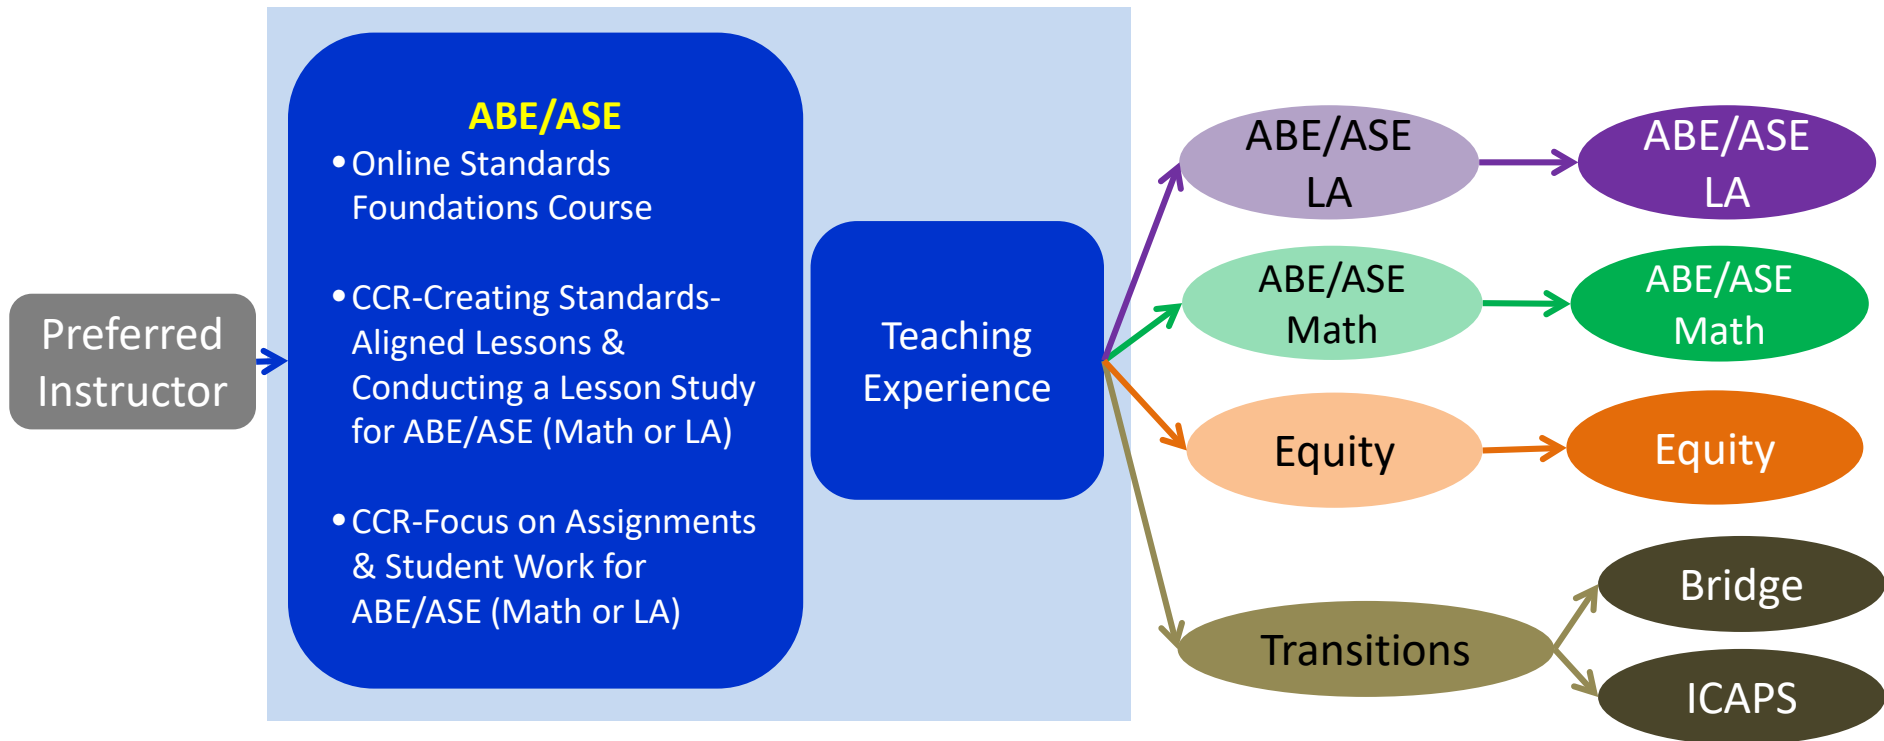 Preferred
Instructor
ABE/ASE
• Online Standards
Foundations Course
• CCR-Creating Standards-
Aligned Lessons &
Conducting a Lesson Study
for ABE/ASE (Math or LA)
• CCR-Focus on Assignments
& Student Work for
ABE/ASE (Math or LA)
Teaching
Experience
ABE/ASE
LA
ABE/ASE
LA
ABE/ASE
Math
ABE/ASE
Math
Equity
Equity
Transitions
Bridge
ICAPS